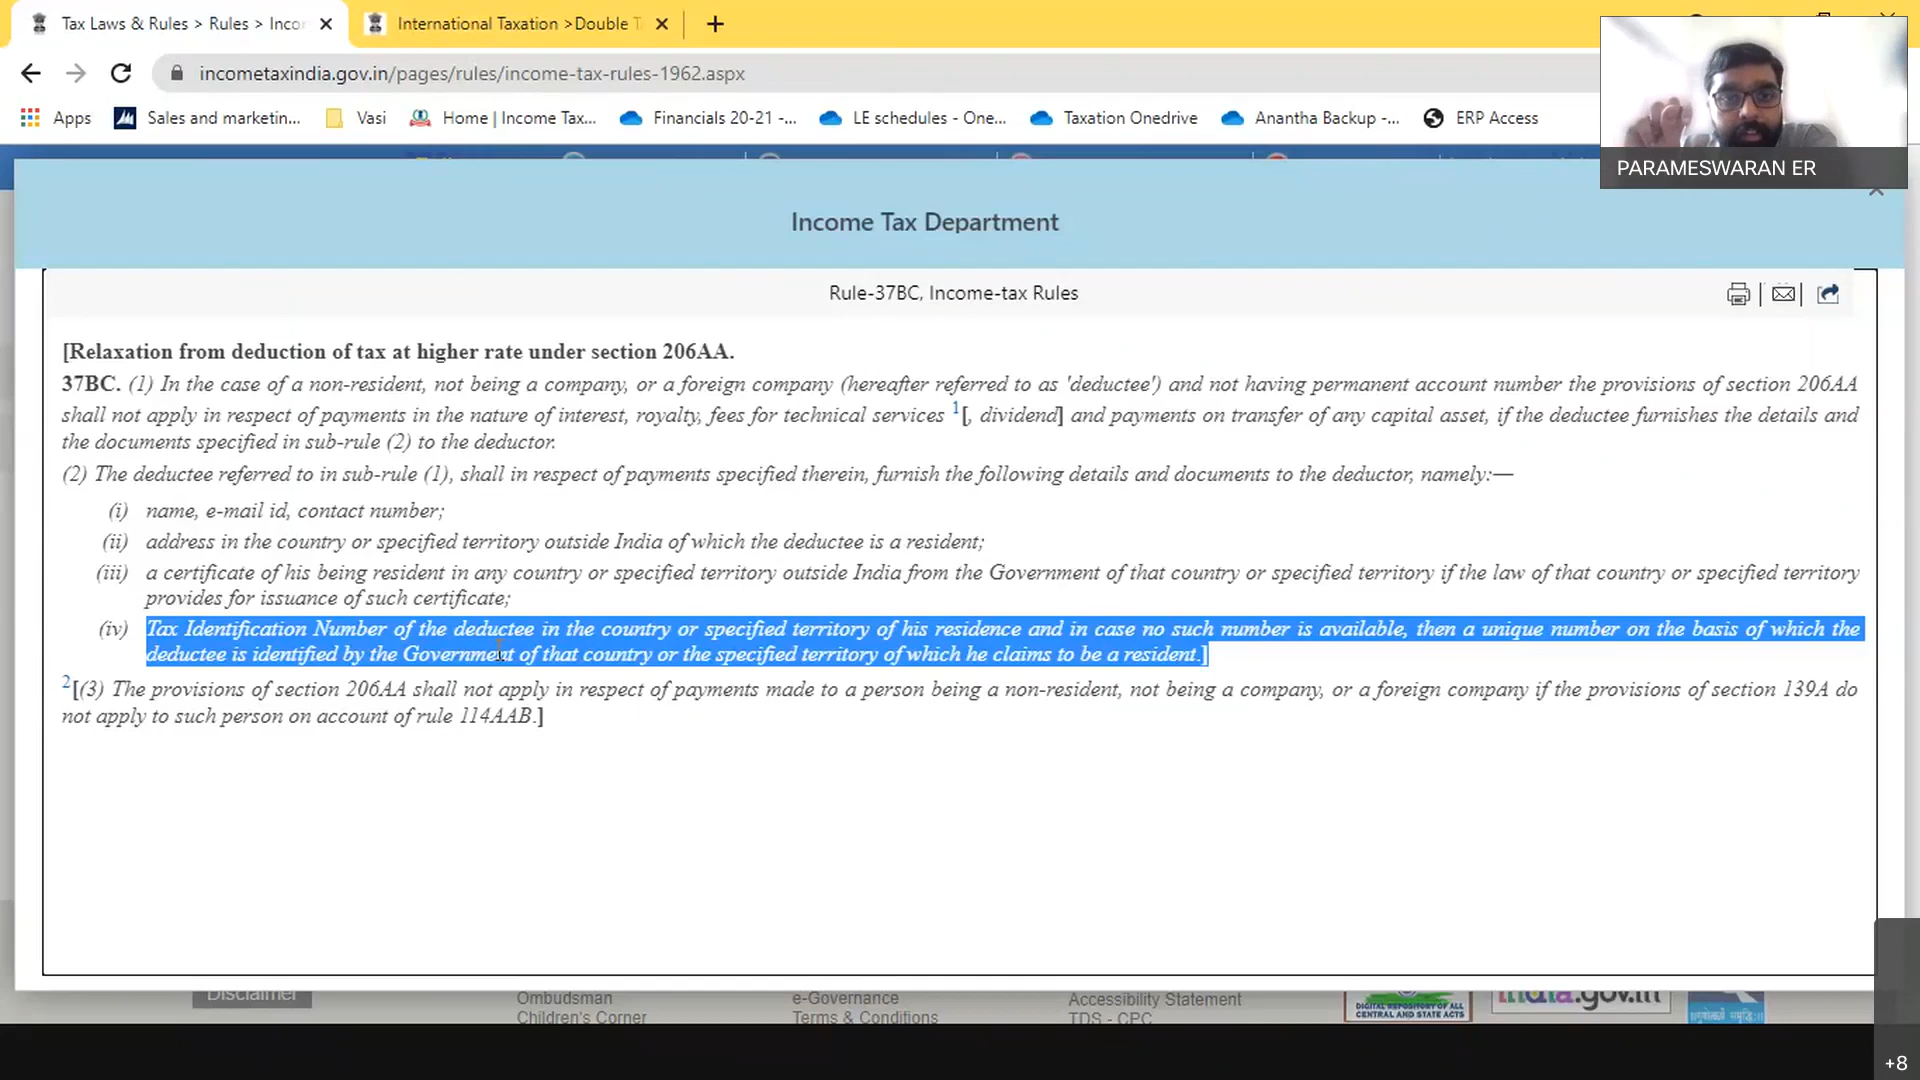 Tax Laws & Rules > Rules > Inco
International Taxation >Double T
incometaxindia.gov.in/pages/rules/income-tax-rules-1962.aspx
Apps
Sales and marketin...
Vasi
Home | Income Tax...
Financials 20-21 -...
LE schedules - One...
Taxation Onedrive
Anantha Backup -...
ERP Access
PARAMESWARAN ER
Income Tax Department
Rule-37BC, Income-tax Rules
[Relaxation from deduction of tax at higher rate under section 206AA.
37BC. (1) In the case of a non-resident, not being a company, or a foreign company (hereafter referred to as 'deductee') and not having permanent account number the provisions of section 206AA
shall not apply in respect of payments in the nature of interest, royalty, fees for technical services 1[, dividend] and payments on transfer of any capital asset, if the deductee furnishes the details and
the documents specified in sub-rule (2) to the deductor.
(2) The deductee referred to in sub-rule (1), shall in respect of payments specified therein, furnish the following details and documents to the deductor, namely:—
(i) name, e-mail id, contact number;
(ii) address in the country or specified territory outside India of which the deductee is a resident;
(iii) a certificate of his being resident in any country or specified territory outside India from the Government of that country or specified territory if the law of that country or specified territory
provides for issuance of such certificate;
(iv) Tax Identification Number of the deductee in the country or specified territory of his residence and in case no such number is available, then a unique number on the basis of which the
deductee is identified by the Government of that country or the specified territory of which he claims to be a resident.]
2[(3) The provisions of section 206AA shall not apply in respect of payments made to a person being a non-resident, not being a company, or a foreign company if the provisions of section 139A do
not apply to such person on account of rule 114AAB.]
Disclaimer
Ombudsman
e-Governance
Accessibility Statement
Children's Corner
Terms & Conditions
TDS - CPC
DIGITAL REPOSITORY OF ALL
CENTRAL AND STATE ACTS
india.gov.in
+8